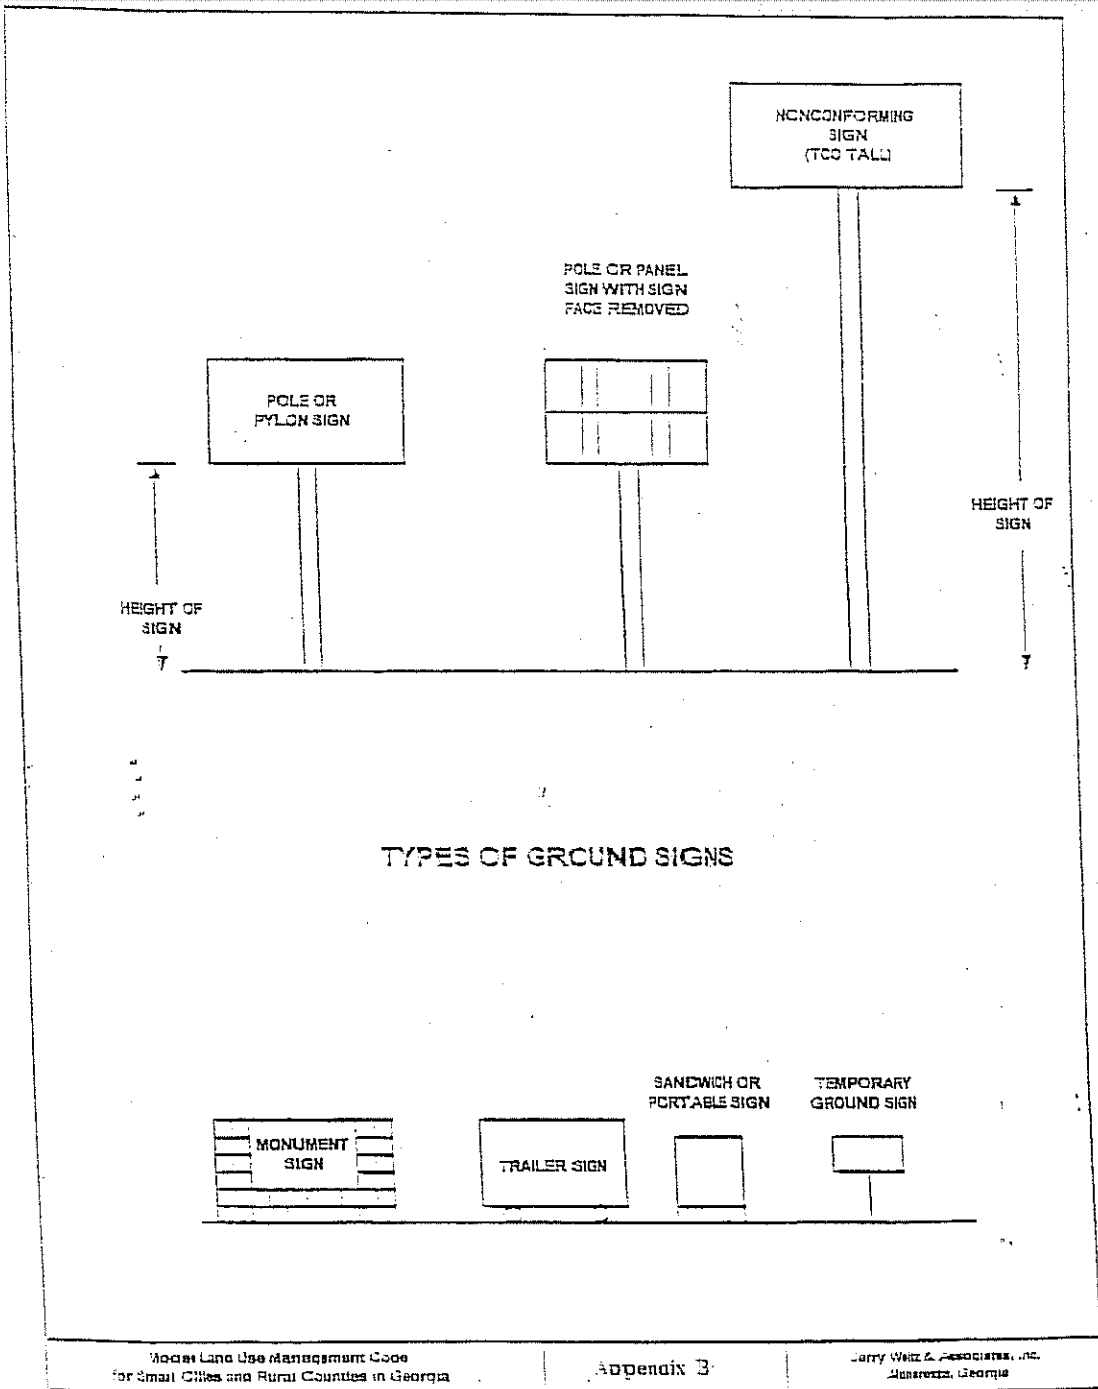 NONCONFORMING
SIGN
(TOO TALL)
POLE OR PANEL
SIGN WITH SIGN
FACE REMOVED
POLE OR
PYLON SIGN
HEIGHT OF
SIGN
HEIGHT OF
SIGN
TYPES OF GROUND SIGNS
SANDWICH OR
PORTABLE SIGN
TEMPORARY
GROUND SIGN
MONUMENT
SIGN
TRAILER SIGN
Model Land Use Management Code
for Small Cities and Rural Counties in Georgia
Appendix B
Jerry Weitz & Associates, Inc.
Alpharetta, Georgia